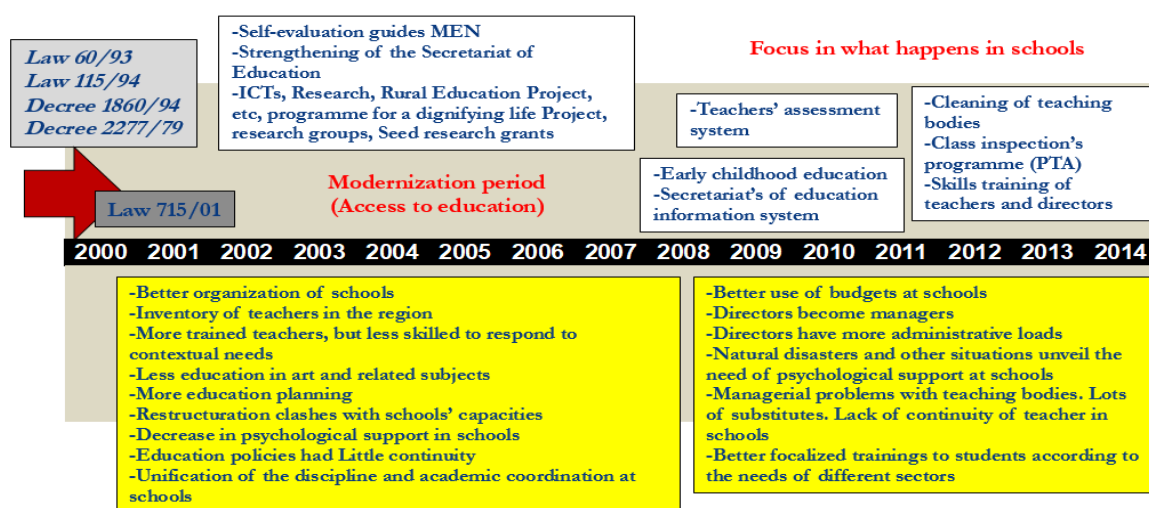 Law 60/93
Law 115/94
Decree 1860/94
Decree 2277/79
Law 715/01
-Self-evaluation guides MEN
-Strengthening of the Secretariat of
Education
-ICTs, Research, Rural Education Project,
etc, programme for a dignifying life Project,
research groups, Seed research grants
Modernization period
(Access to education)
Focus in what happens in schools
-Teachers' assessment
system
-Early childhood education
-Secretariat's of education
information system
-Cleaning of teaching
bodies
-Class inspection's
programme (PTA)
-Skills training of
teachers and directors
2000 2001 2002 2003 2004 2005 2006 2007 2008 2009 2010 2011 2012 2013 2014
-Better organization of schools
-Inventory of teachers in the region
-More trained teachers, but less skilled to respond to
contextual needs
-Less education in art and related subjects
-More education planning
-Restructuration clashes with schools' capacities
-Decrease in psychological support in schools
-Education policies had Little continuity
-Unification of the discipline and academic coordination at
schools
-Better use of budgets at schools
-Directors become managers
-Directors have more administrative loads
-Natural disasters and other situations unveil the
need of psychological support at schools
-Managerial problems with teaching bodies. Lots
of substitutes. Lack of continuity of teacher in
schools
-Better focalized trainings to students according to
the needs of different sectors